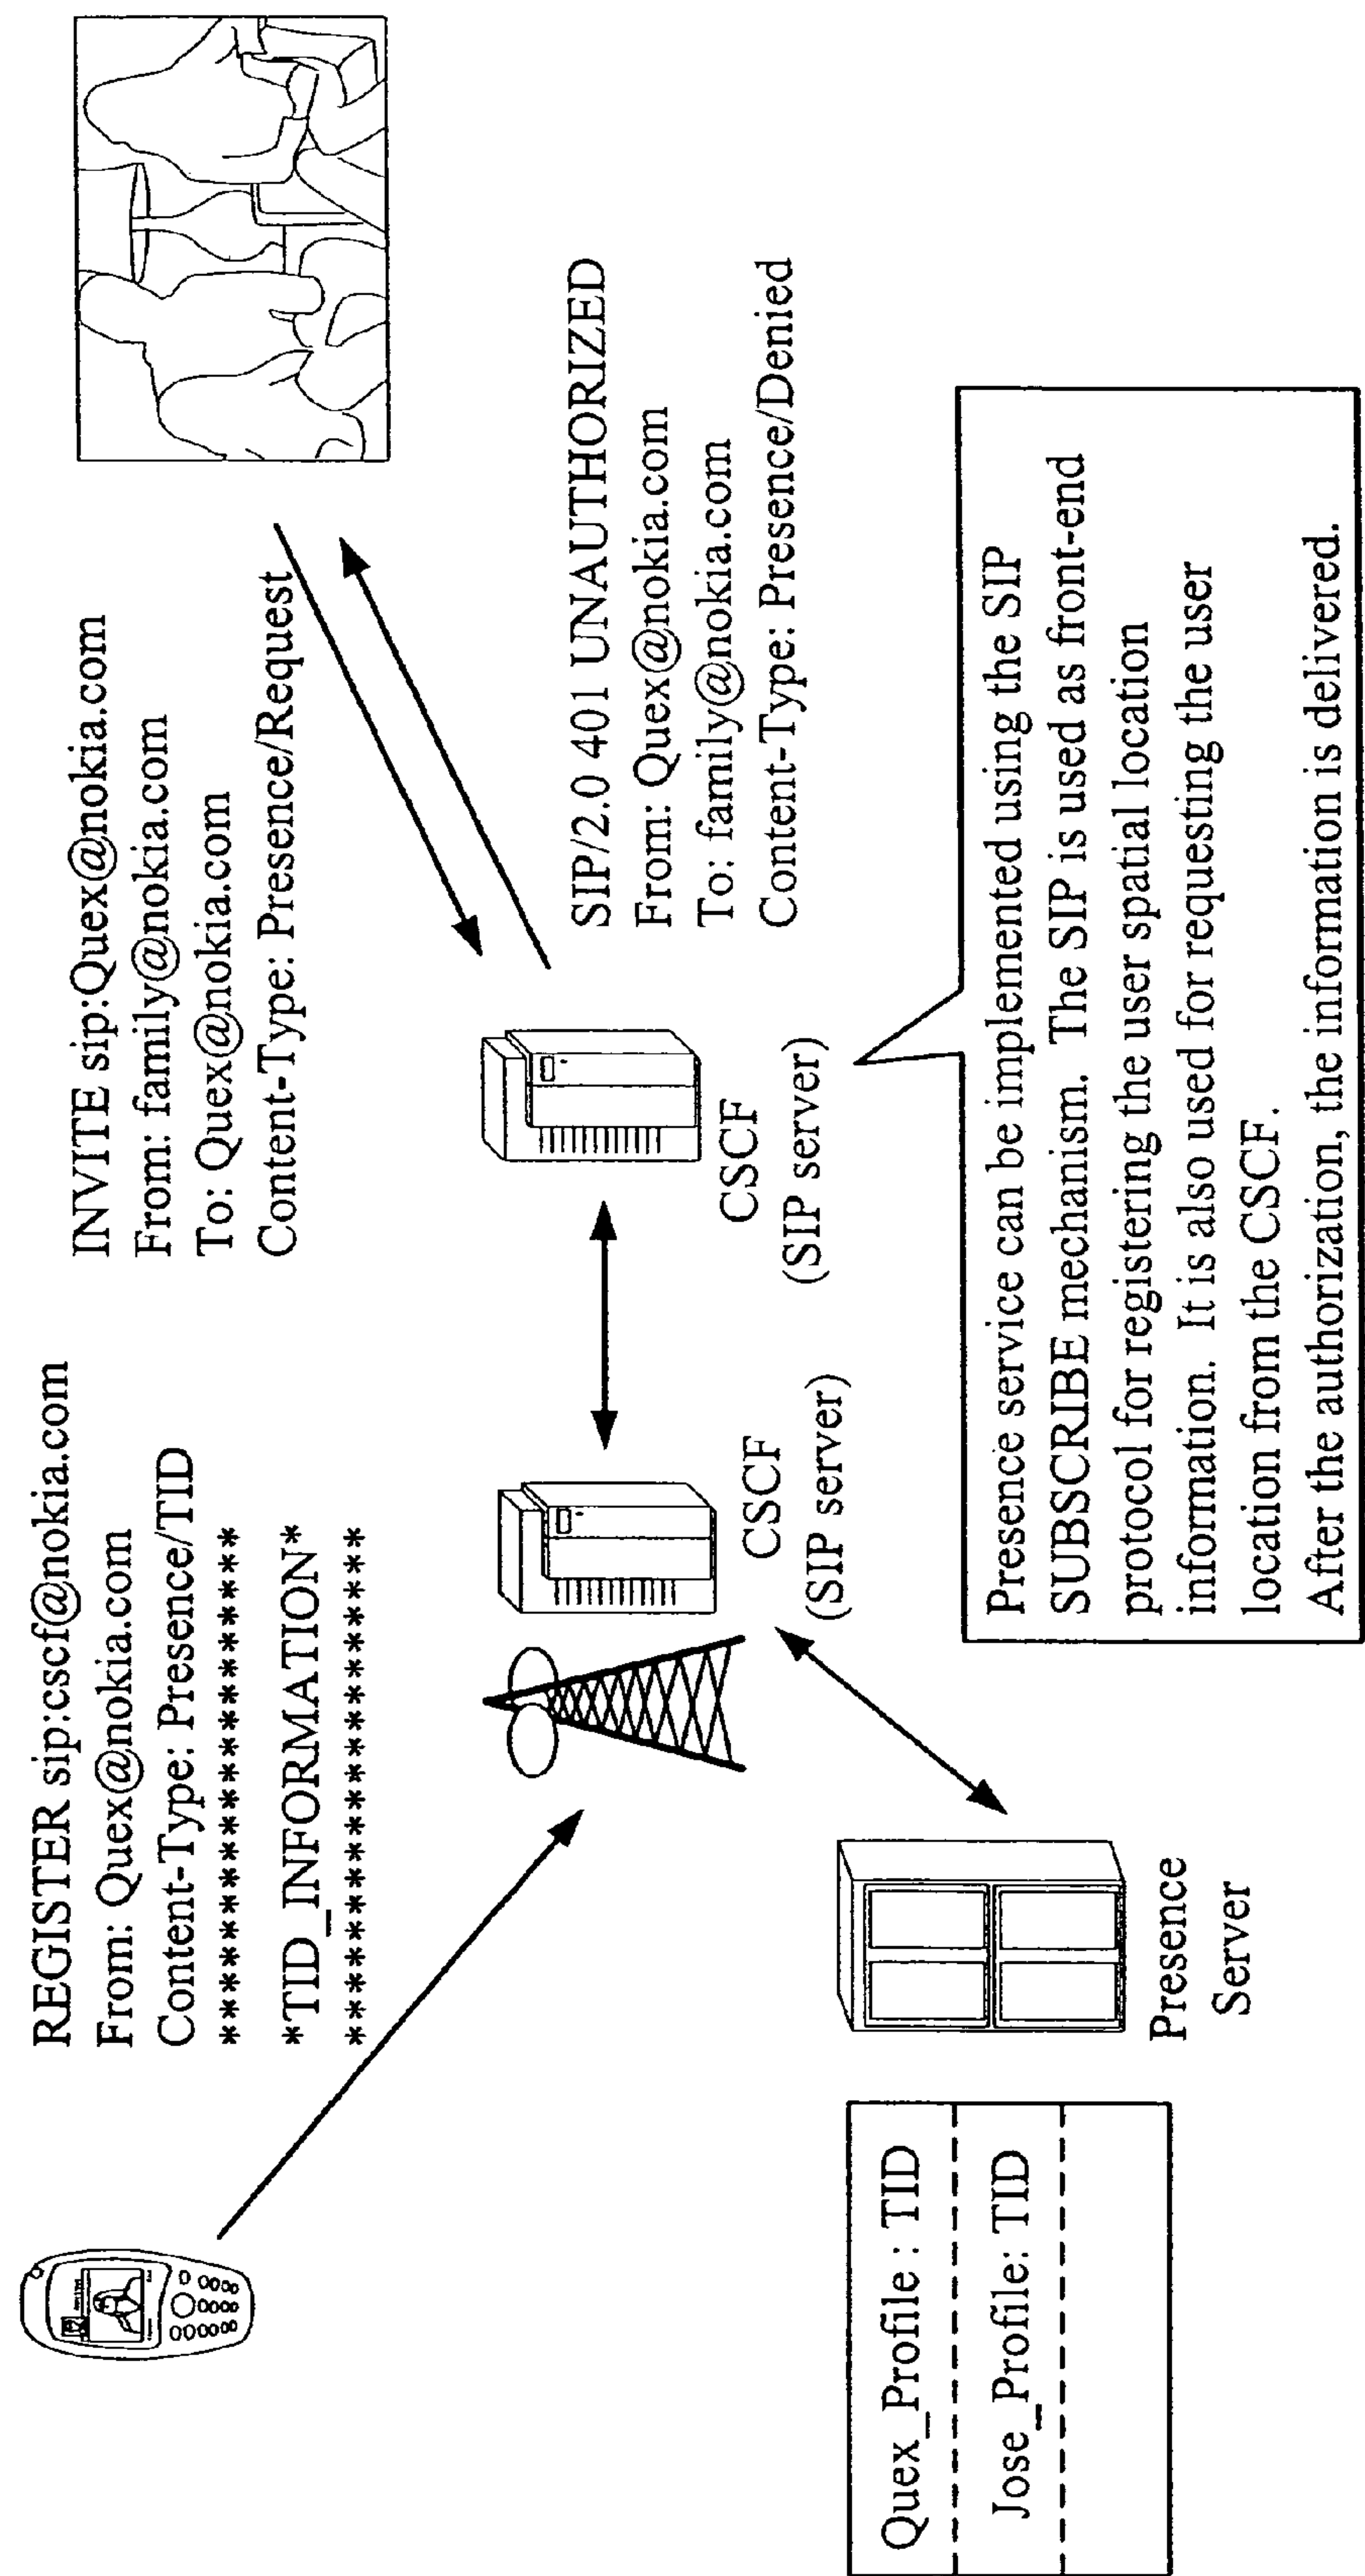 REGISTER sip:cscf@nokia.com
From: Quex@nokia.com
Content-Type: Presence/TID
********************
*TID_INFORMATION*
********************
INVITE sip:Quex@nokia.com
From: family@nokia.com
To: Quex@nokia.com
Content-Type: Presence/Request
CSCF
(SIP server)
CSCF
(SIP server)
SIP/2.0 401 UNAUTHORIZED
From: Quex@nokia.com
To: family@nokia.com
Content-Type: Presence/Denied
Quex_Profile : TID
Jose_Profile: TID
Presence
Server
Presence service can be implemented using the SIP
SUBSCRIBE mechanism. The SIP is used as front-end
protocol for registering the user spatial location
information. It is also used for requesting the user
location from the CSCF.
After the authorization, the information is delivered.